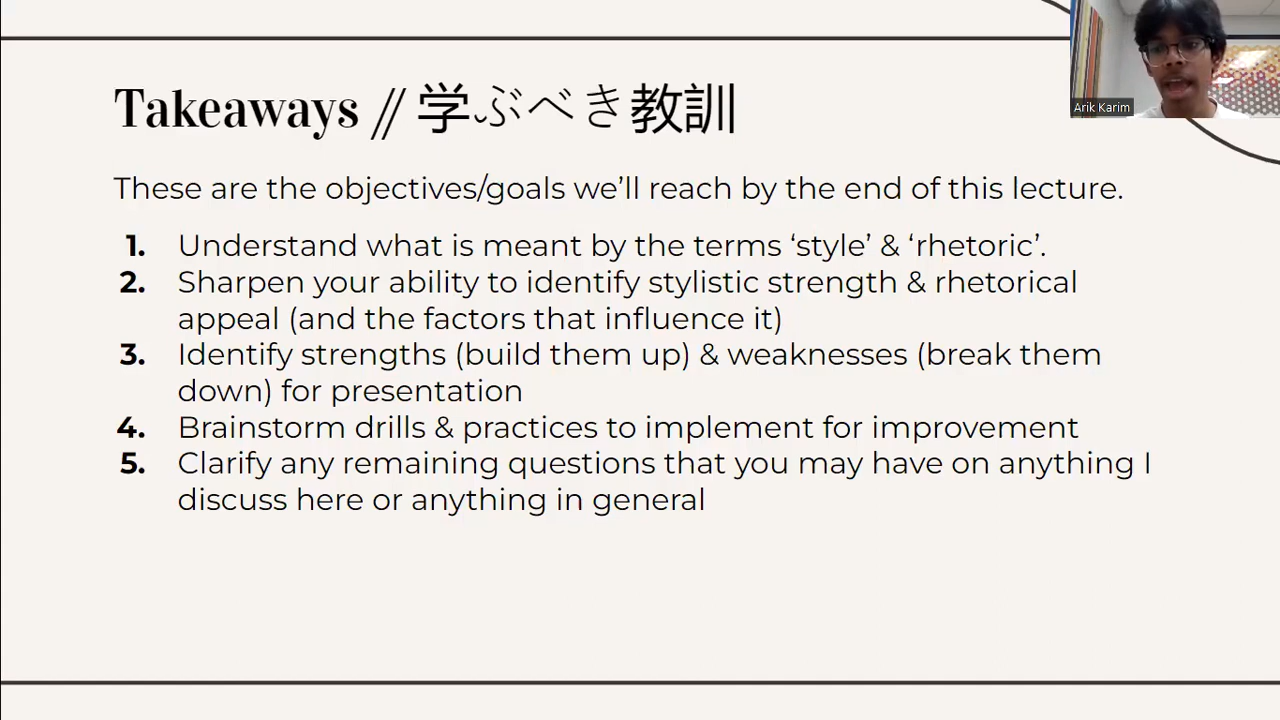 Takeaways // 学ぶべき教訓
Arik Karim
These are the objectives/goals we'll reach by the end of this lecture.
1. Understand what is meant by the terms ‘style’ & ‘rhetoric’.
2. Sharpen your ability to identify stylistic strength & rhetorical
appeal (and the factors that influence it)
3. Identify strengths (build them up) & weaknesses (break them
down) for presentation
4. Brainstorm drills & practices to implement for improvement
5. Clarify any remaining questions that you may have on anything I
discuss here or anything in general